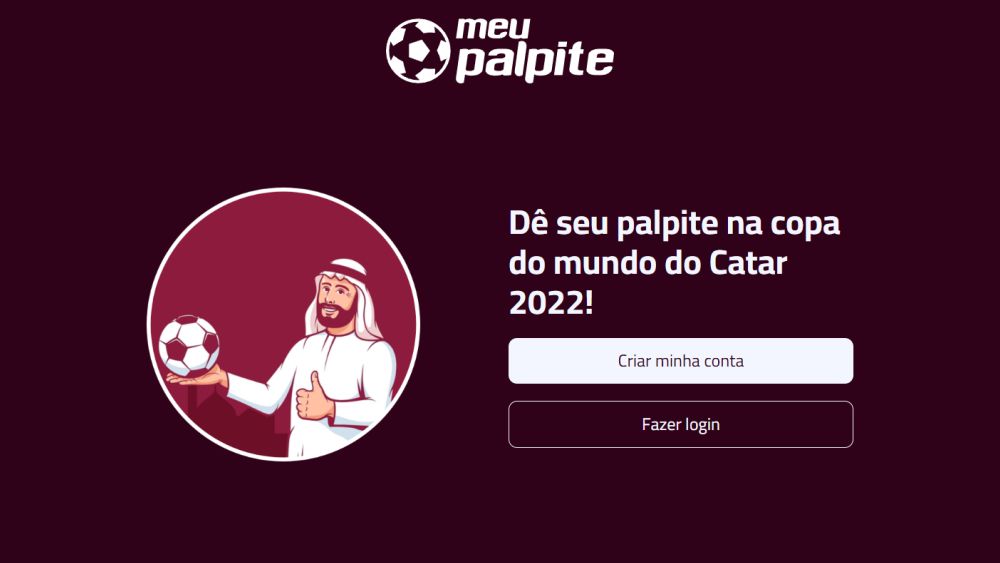 meu
palpite
Dê seu palpite na copa
do mundo do Catar
2022!
Criar minha conta
Fazer login